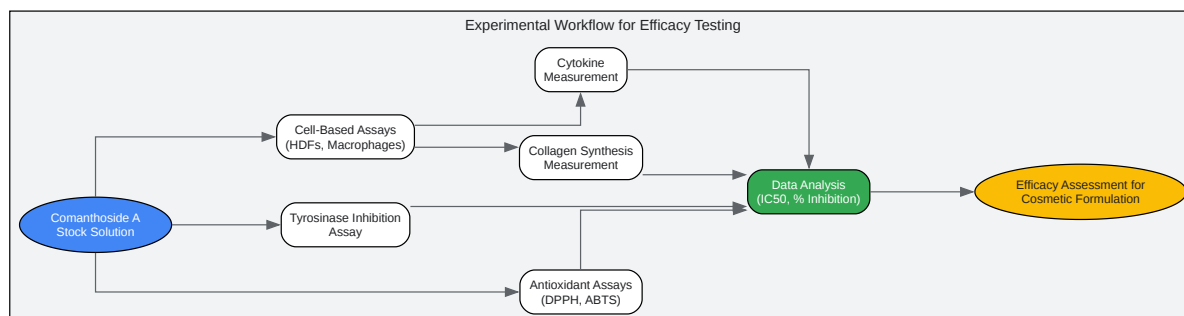 Experimental Workflow for Efficacy Testing
Cytokine
Measurement
Cell-Based Assays
(HDFs, Macrophages)
Collagen Synthesis
Measurement
Data Analysis
(IC50, % Inhibition)
Efficacy Assessment for
Cosmetic Formulation
Comanthoside A
Stock Solution
Tyrosinase Inhibition
Assay
Antioxidant Assays
(DPPH, ABTS)